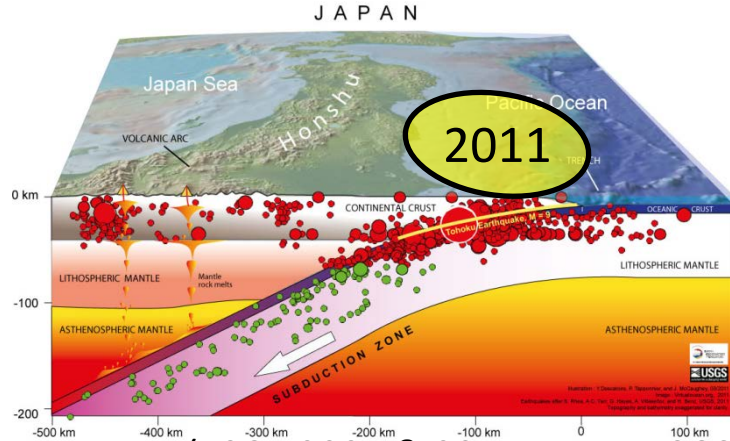 JAPAN
Japan Sea
Honshu
Pacific Ocean
VOLCANIC ARC
2011
TRENCH
0 km
CONTINENTAL CRUST
OCEANIC CRUST
Tohoku Earthquake, M = 9
LITHOSPHERIC MANTLE
Mantle
rock melts
LITHOSPHERIC MANTLE
-100
ASTHENOSPHERIC MANTLE
ASTHENOSPHERIC MANTLE
SUBDUCTION ZONE
USGS
-200
-500 km
-400 km
-300 km
-200 km
-100 km
0 km
100 km